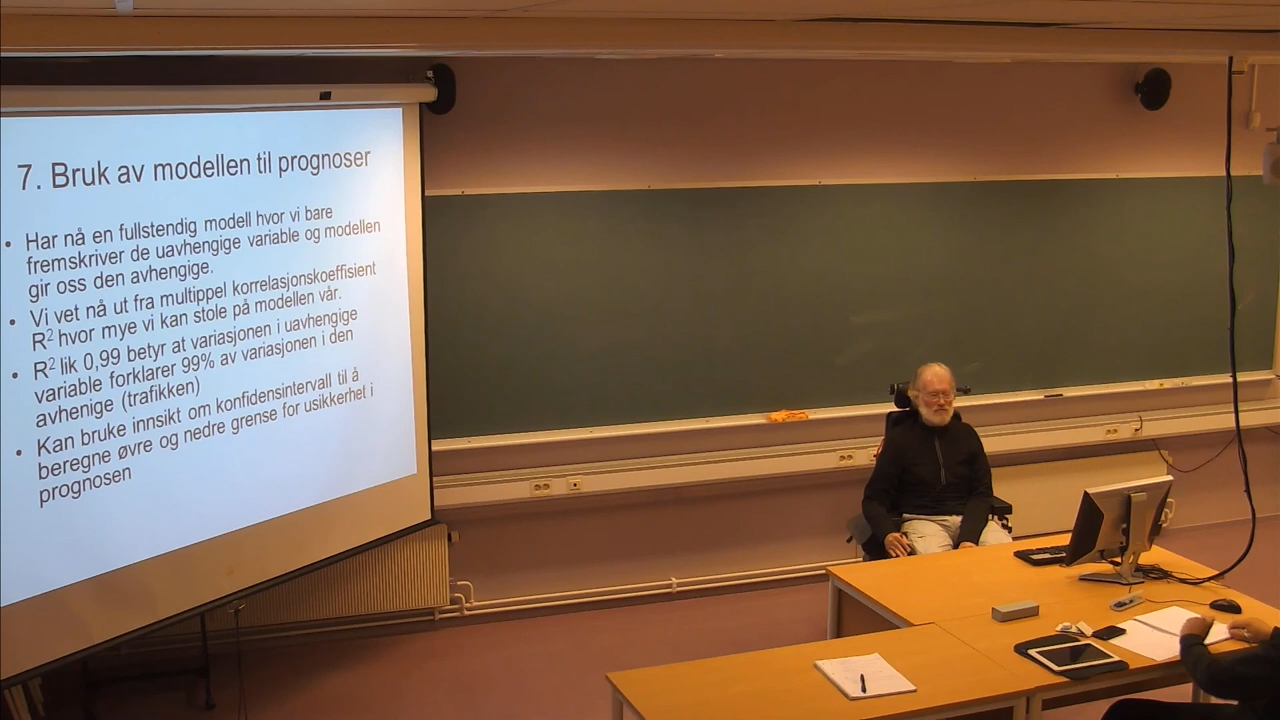 7. Bruk av modellen til prognoser
• Har nå en fullstendig modell hvor vi bare
fremskriver de uavhengige variable og modellen
gir oss den avhengige.
• Vi vet nå ut fra multippel korrelasjonskoeffisient
R² hvor mye vi kan stole på modellen vår.
• R² lik 0,99 betyr at variasjonen i uavhengige
variable forklarer 99% av variasjonen i den
avhenige (trafikken)
• Kan bruke innsikt om konfidensintervall til å
beregne øvre og nedre grense for usikkerhet i
prognosen